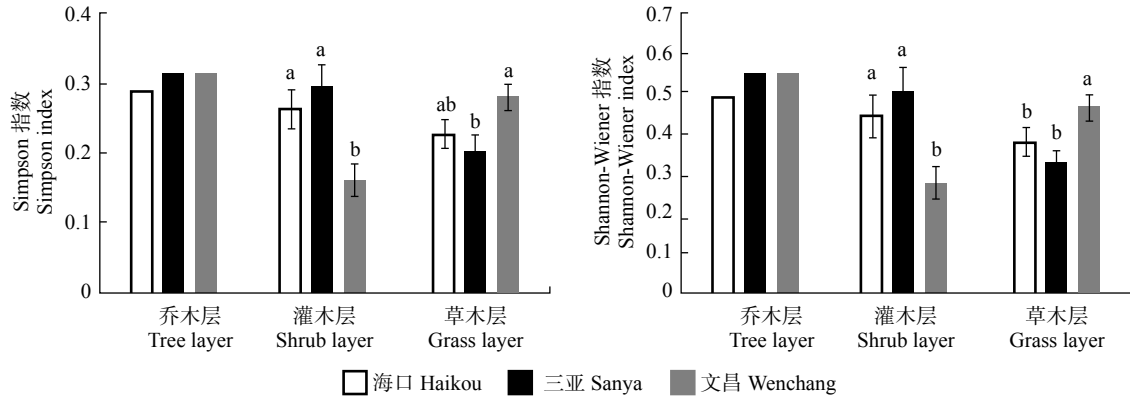 0.4
0.3
0.2
0.1
0
Simpson 指数
Simpson index
a
a
b
ab
b
a
乔木层
Tree layer
灌木层
Shrub layer
草木层
Grass layer
0.7
0.6
0.5
0.4
0.3
0.2
0.1
0
Shannon-Wiener 指数
Shannon-Wiener index
a
a
b
b
b
a
乔木层
Tree layer
灌木层
Shrub layer
草木层
Grass layer
海口 Haikou
三亚 Sanya
文昌 Wenchang